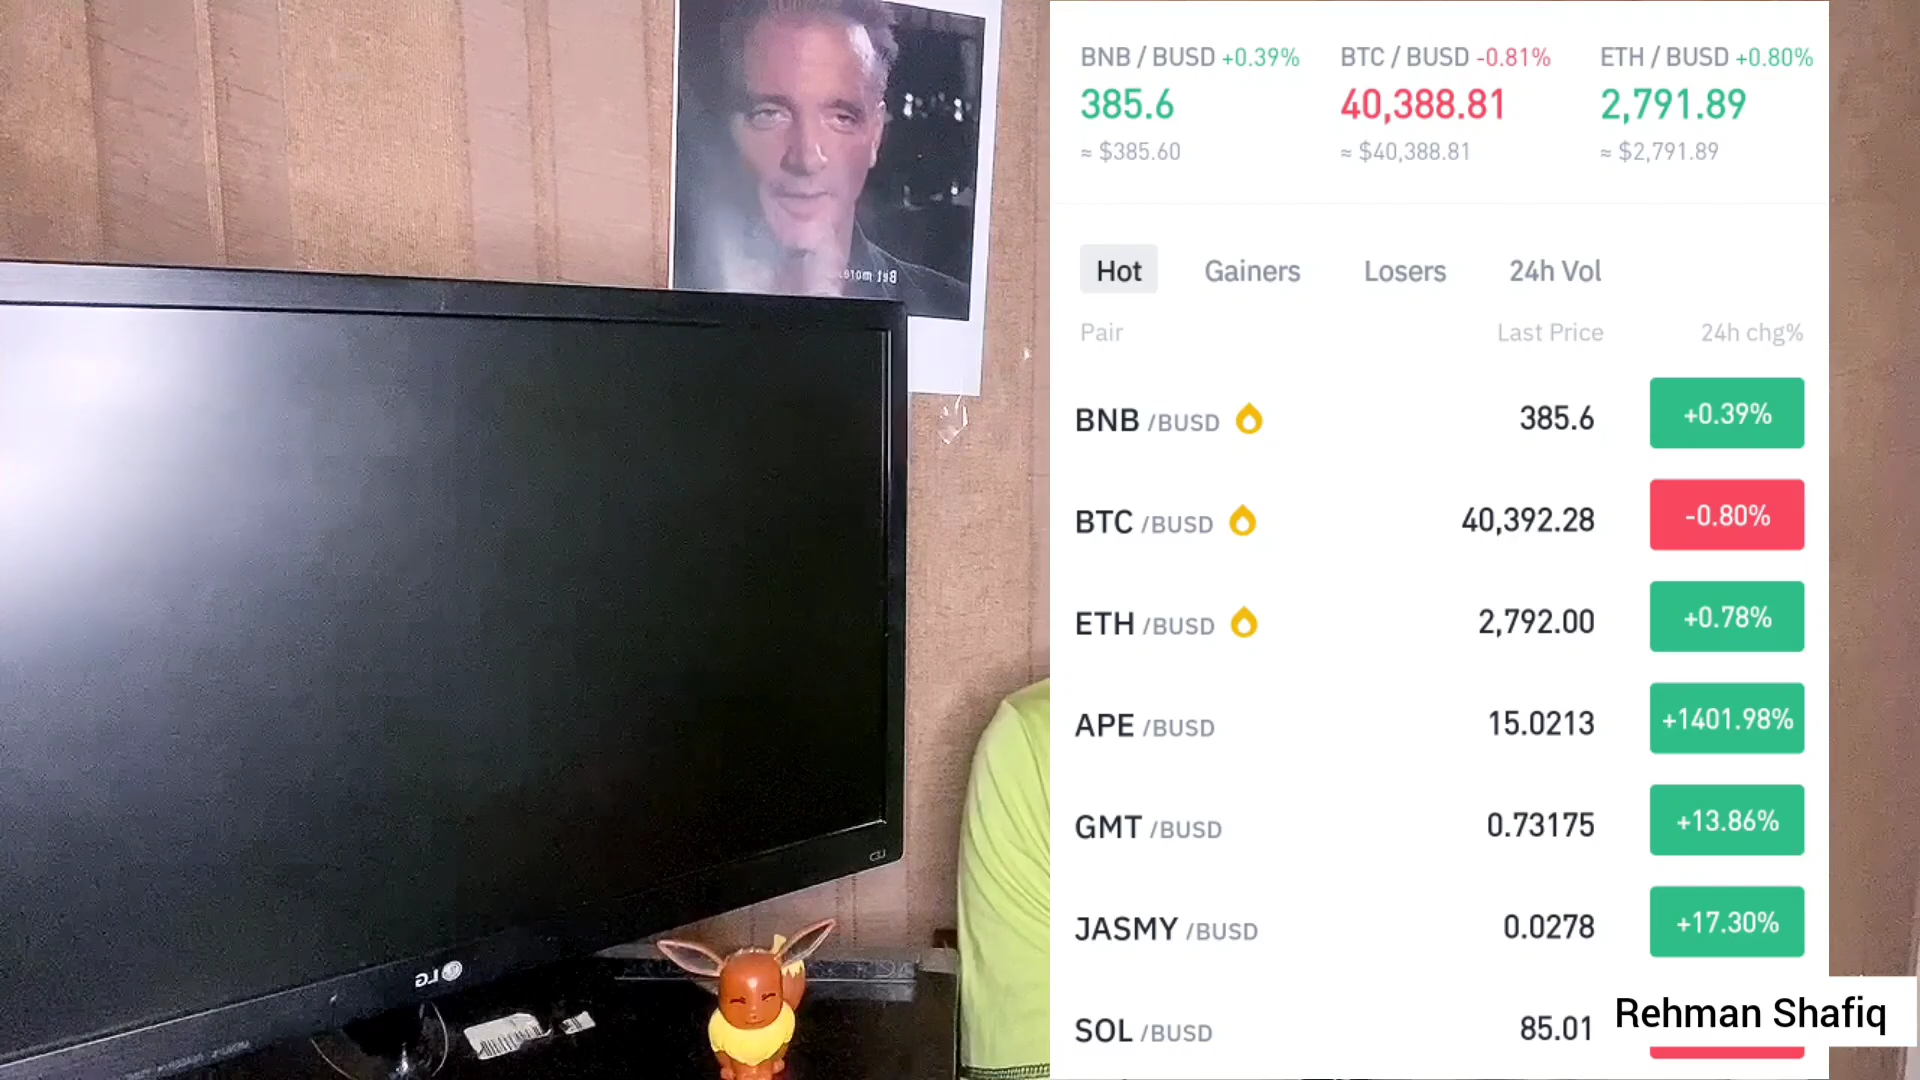 BNB / BUSD +0.39% BTC / BUSD -0.81% ETH / BUSD +0.80%
385.6 40,388.81 2,791.89
≈ $385.60 ≈ $40,388.81 ≈ $2,791.89
Hot Gainers Losers 24h Vol
Pair Last Price 24h chg%
BNB /BUSD 385.6 +0.39%
BTC /BUSD 40,392.28 -0.80%
ETH /BUSD 2,792.00 +0.78%
APE /BUSD 15.0213 +1401.98%
GMT /BUSD 0.73175 +13.86%
JASMY /BUSD 0.0278 +17.30%
SOL /BUSD 85.01
Rehman Shafiq
But more
LG